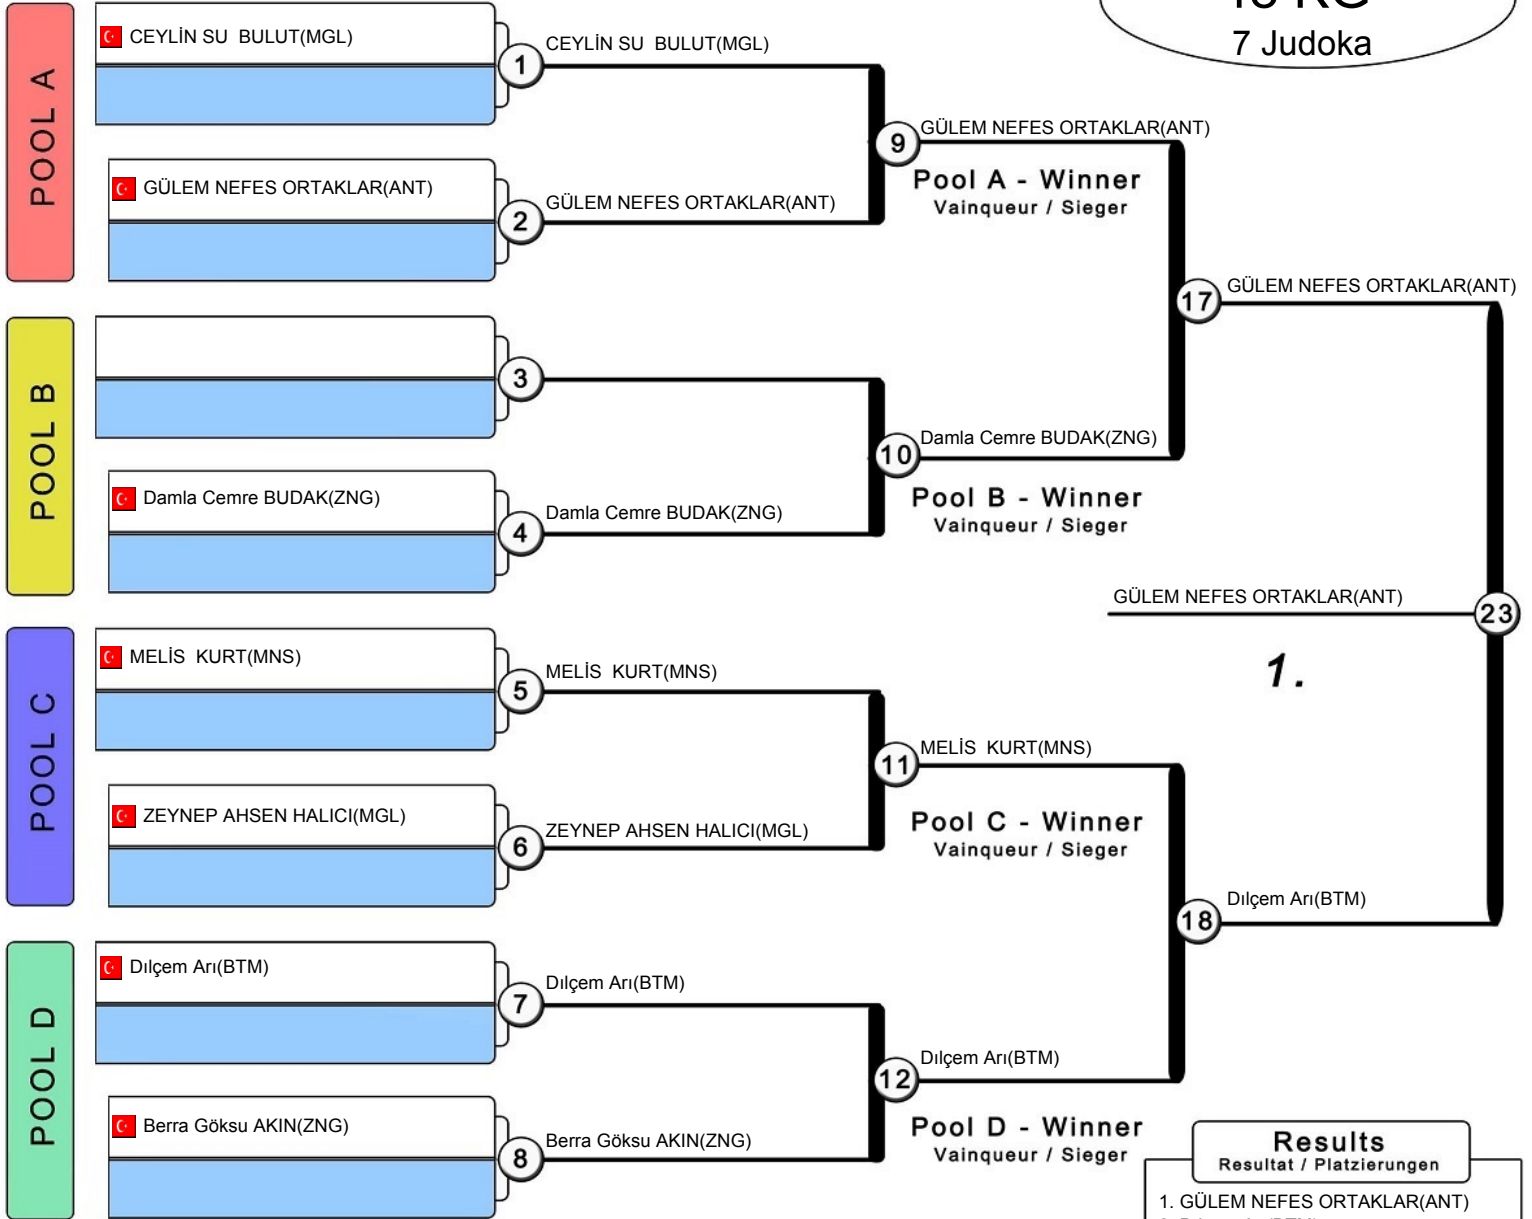 7 Judoka
POOL A
CEYLİN SU  BULUT(MGL)
1
CEYLİN SU  BULUT(MGL)
GÜLEM NEFES ORTAKLAR(ANT)
2
GÜLEM NEFES ORTAKLAR(ANT)
9
GÜLEM NEFES ORTAKLAR(ANT)
Pool A - Winner
Vainqueur / Sieger
POOL B
3
Damla Cemre BUDAK(ZNG)
4
Damla Cemre BUDAK(ZNG)
10
Damla Cemre BUDAK(ZNG)
Pool B - Winner
Vainqueur / Sieger
17
GÜLEM NEFES ORTAKLAR(ANT)
GÜLEM NEFES ORTAKLAR(ANT)
23
1.
POOL C
MELİS  KURT(MNS)
5
MELİS  KURT(MNS)
ZEYNEP AHSEN HALICI(MGL)
6
ZEYNEP AHSEN HALICI(MGL)
11
MELİS  KURT(MNS)
Pool C - Winner
Vainqueur / Sieger
18
Dılçem Arı(BTM)
POOL D
Dılçem Arı(BTM)
7
Dılçem Arı(BTM)
Berra Göksu AKIN(ZNG)
8
Berra Göksu AKIN(ZNG)
12
Dılçem Arı(BTM)
Pool D - Winner
Vainqueur / Sieger
Results
Resultat / Platzierungen
1. GÜLEM NEFES ORTAKLAR(ANT)